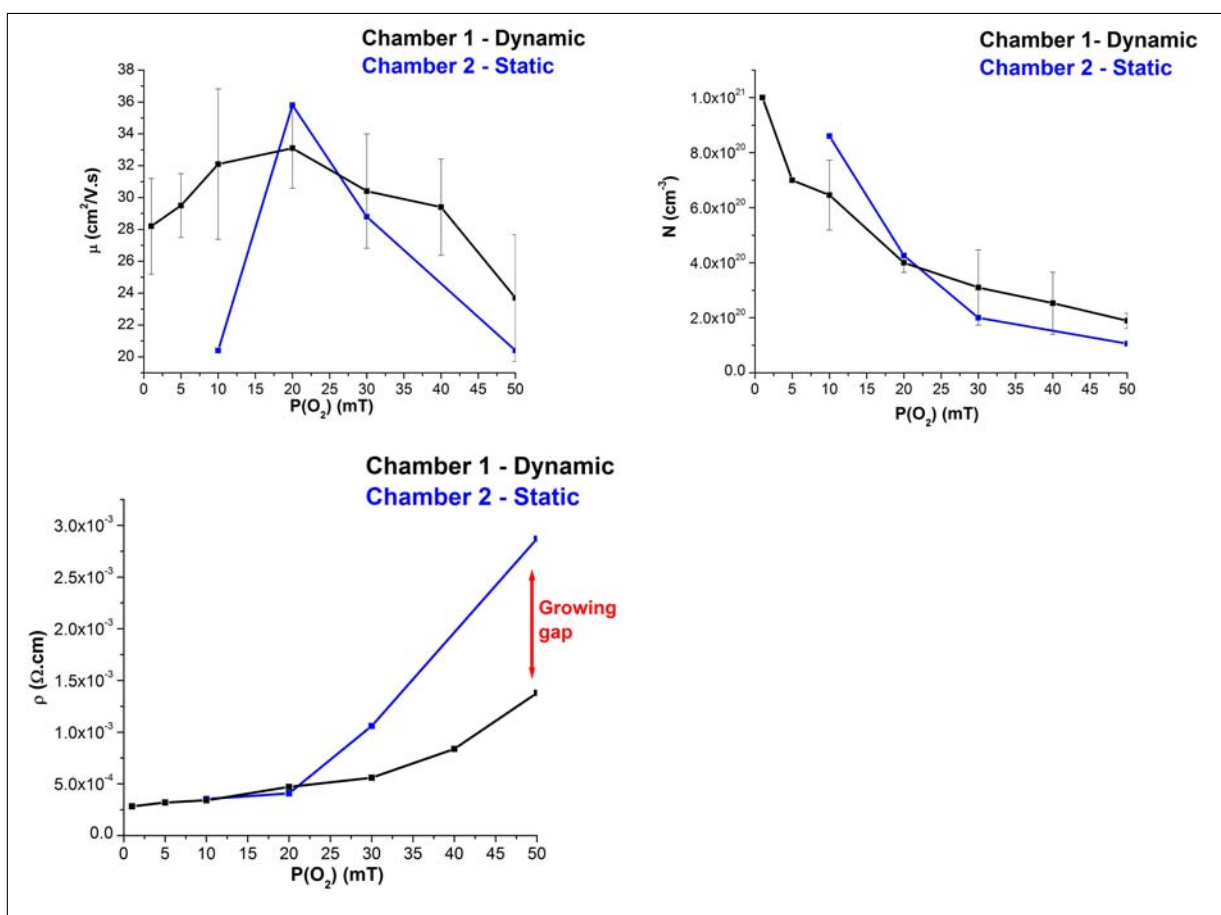 Chamber 1 - Dynamic
Chamber 2 - Static
38
36
34
32
30
28
26
24
22
20
μ (cm²/V.s)
0 5 10 15 20 25 30 35 40 45 50
P(O₂) (mT)
Chamber 1- Dynamic
Chamber 2 - Static
1.0x10²¹
8.0x10²⁰
6.0x10²⁰
4.0x10²⁰
2.0x10²⁰
0.0
N (cm⁻³)
0 5 10 15 20 25 30 35 40 45 50
P(O₂) (mT)
Chamber 1 - Dynamic
Chamber 2 - Static
3.0x10⁻³
2.5x10⁻³
2.0x10⁻³
1.5x10⁻³
1.0x10⁻³
5.0x10⁻⁴
0.0
ρ (Ω.cm)
Growing
gap
0 5 10 15 20 25 30 35 40 45 50
P(O₂) (mT)